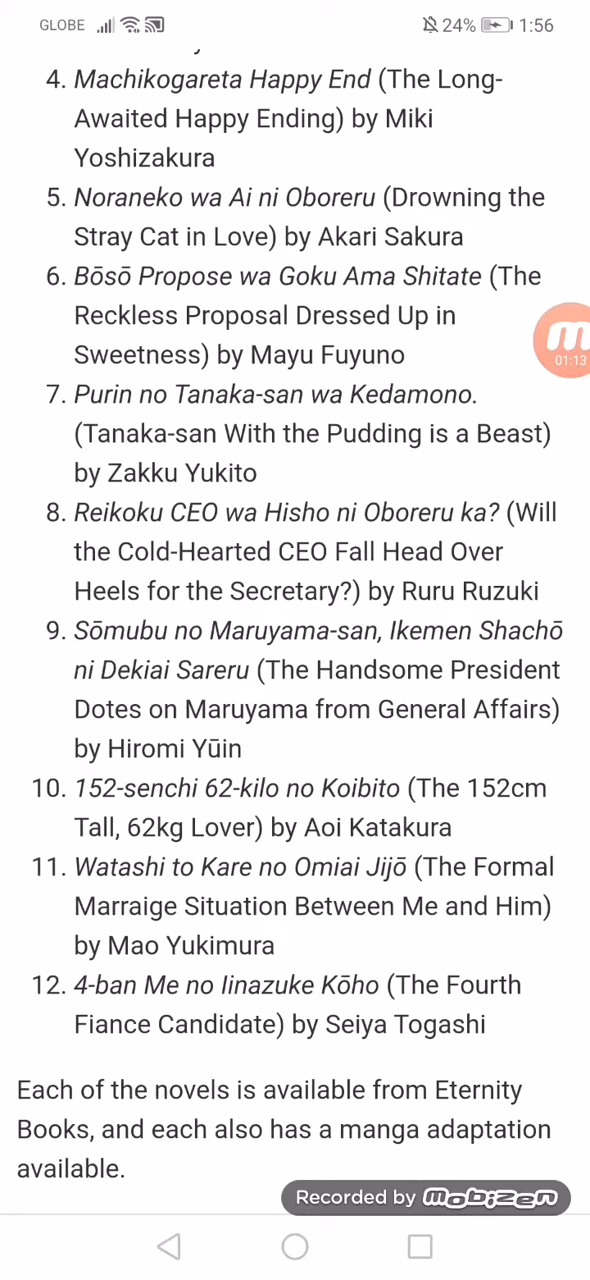 GLOBE 24% 1:56
4. Machikogareta Happy End (The Long-
Awaited Happy Ending) by Miki
Yoshizakura
5. Noraneko wa Ai ni Oboreru (Drowning the
Stray Cat in Love) by Akari Sakura
6. Bōsō Propose wa Goku Ama Shitate (The
Reckless Proposal Dressed Up in
Sweetness) by Mayu Fuyuno
7. Purin no Tanaka-san wa Kedamono.
(Tanaka-san With the Pudding is a Beast)
by Zakku Yukito
8. Reikoku CEO wa Hisho ni Oboreru ka? (Will
the Cold-Hearted CEO Fall Head Over
Heels for the Secretary?) by Ruru Ruzuki
9. Sōmubu no Maruyama-san, Ikemen Shachō
ni Dekiai Sareru (The Handsome President
Dotes on Maruyama from General Affairs)
by Hiromi Yūin
10. 152-senchi 62-kilo no Koibito (The 152cm
Tall, 62kg Lover) by Aoi Katakura
11. Watashi to Kare no Omiai Jijō (The Formal
Marraige Situation Between Me and Him)
by Mao Yukimura
12. 4-ban Me no Iinazuke Kōho (The Fourth
Fiance Candidate) by Seiya Togashi
Each of the novels is available from Eternity
Books, and each also has a manga adaptation
available.
m
01:13
Recorded by mobizen